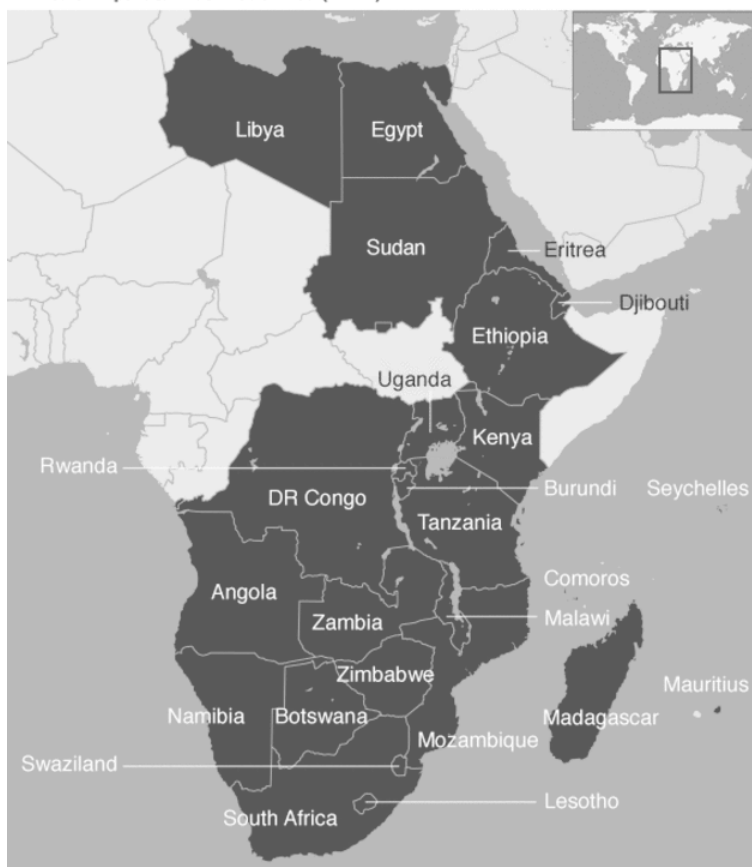 Libya
Egypt
Sudan
Eritrea
Djibouti
Ethiopia
Uganda
Kenya
Rwanda
Burundi
Seychelles
DR Congo
Tanzania
Comoros
Angola
Malawi
Zambia
Zimbabwe
Mauritius
Namibia
Botswana
Madagascar
Mozambique
Swaziland
Lesotho
South Africa